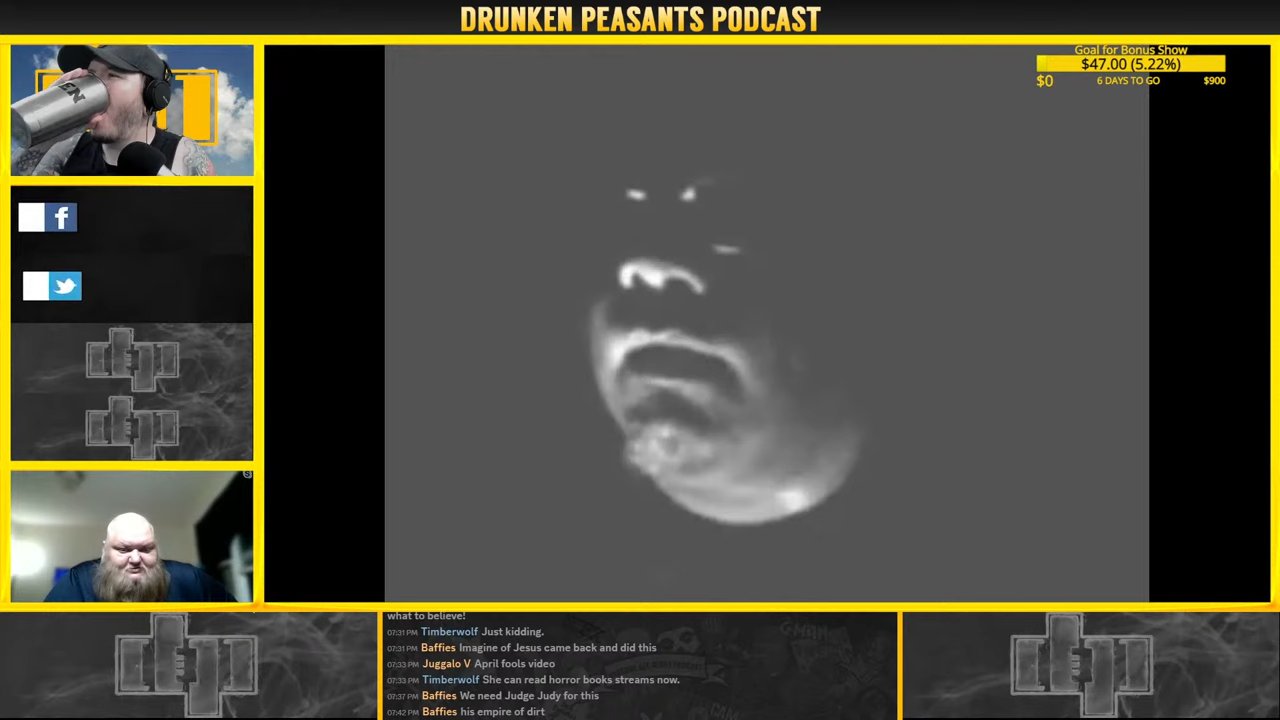 DRUNKEN PEASANTS PODCAST
Goal for Bonus Show
$47.00 (5.22%)
$0 6 DAYS TO GO $900
f
what to believe!
07:31 PM Timberwolf Just kidding.
07:31 PM Baffies Imagine of Jesus came back and did this
07:33 PM Juggalo V April fools video
07:33 PM Timberwolf She can read horror books streams now.
07:37 PM Baffies We need Judge Judy for this
07:42 PM Baffies his empire of dirt